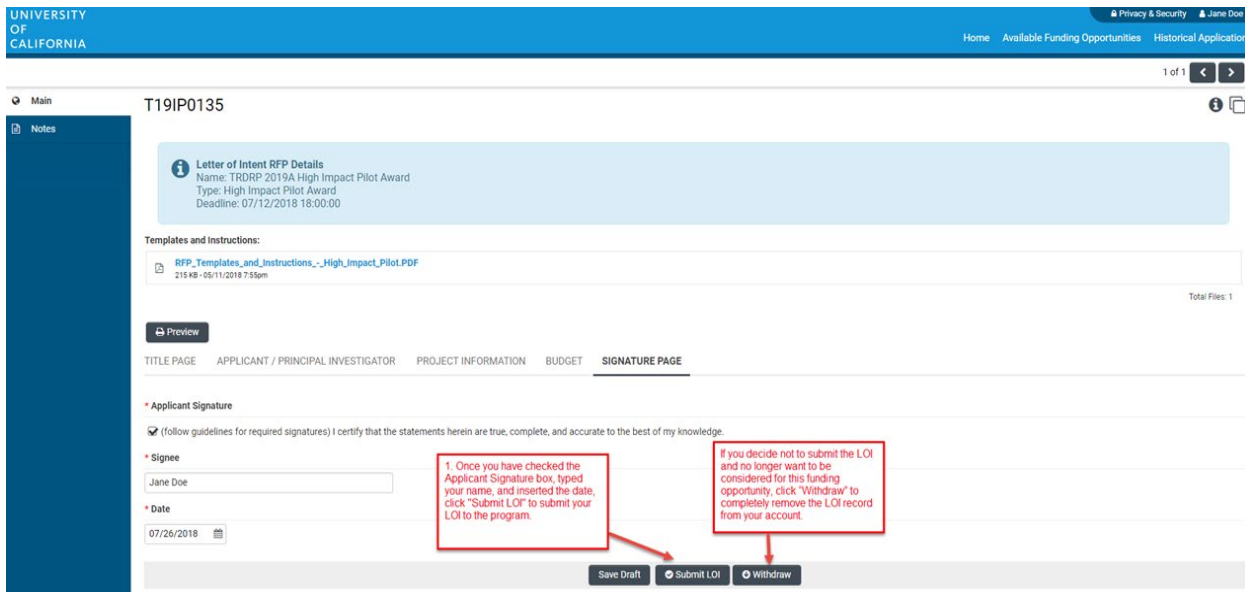 UNIVERSITY
OF
CALIFORNIA
Privacy & Security Jane Doe
Home Available Funding Opportunities Historical Application
1 of 1
Main
Notes
T19IP0135
Letter of Intent RFP Details
Name: TRDRP 2019A High Impact Pilot Award
Type: High Impact Pilot Award
Deadline: 07/12/2018 18:00:00
Templates and Instructions:
RFP_Templates_and_Instructions_-_High_Impact_Pilot.PDF
215 KB - 05/11/2018 7:55pm
Total Files: 1
Preview
TITLE PAGE APPLICANT / PRINCIPAL INVESTIGATOR PROJECT INFORMATION BUDGET SIGNATURE PAGE
* Applicant Signature
(follow guidelines for required signatures) I certify that the statements herein are true, complete, and accurate to the best of my knowledge.
* Signee
Jane Doe
* Date
07/26/2018
1. Once you have checked the
Applicant Signature box, typed
your name, and inserted the date,
click "Submit LOI" to submit your
LOI to the program.
If you decide not to submit the LOI
and no longer want to be
considered for this funding
opportunity, click "Withdraw" to
completely remove the LOI record
from your account.
Save Draft Submit LOI Withdraw